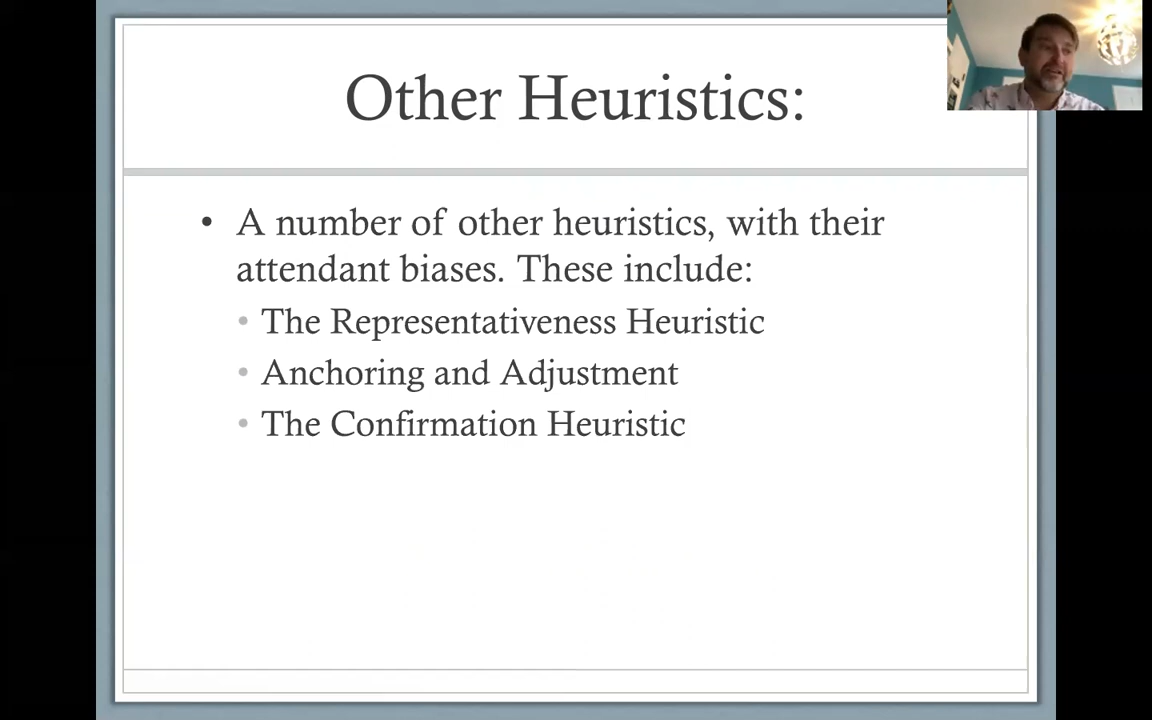 Other Heuristics:
• A number of other heuristics, with their
attendant biases. These include:
• The Representativeness Heuristic
• Anchoring and Adjustment
• The Confirmation Heuristic